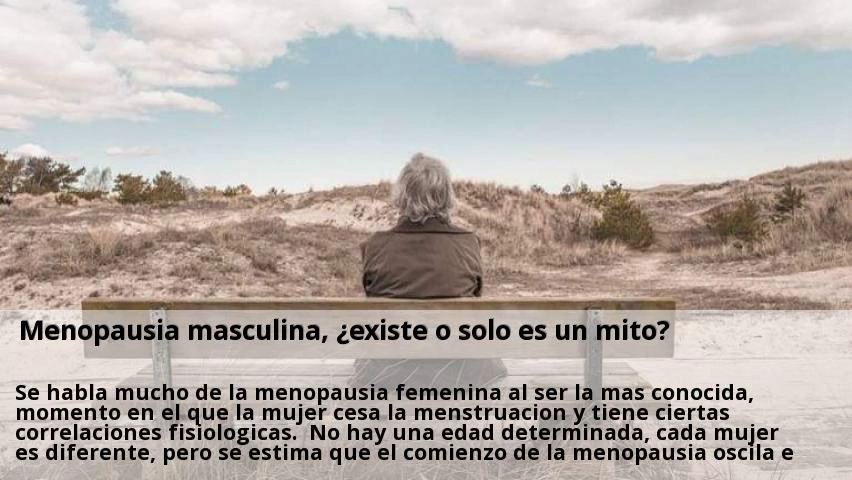 Menopausia masculina, ¿existe o solo es un mito?
Se habla mucho de la menopausia femenina al ser la mas conocida,
momento en el que la mujer cesa la menstruacion y tiene ciertas
correlaciones fisiologicas.  No hay una edad determinada, cada mujer
es diferente, pero se estima que el comienzo de la menopausia oscila e